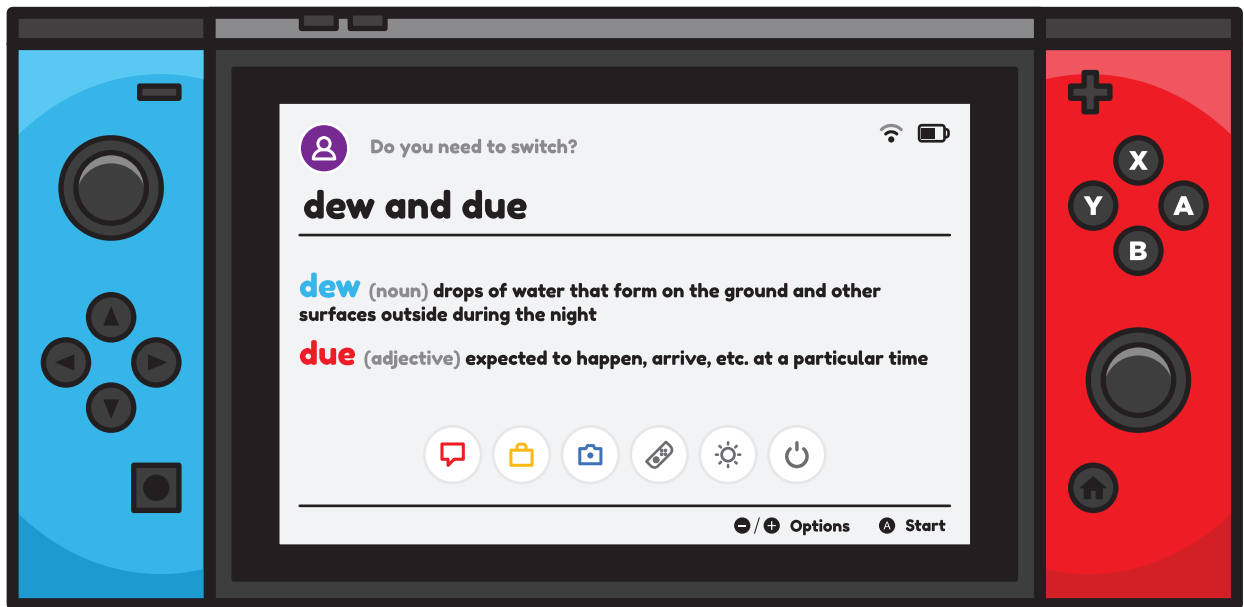 Do you need to switch?
dew and due
dew (noun) drops of water that form on the ground and other
surfaces outside during the night
due (adjective) expected to happen, arrive, etc. at a particular time
X
Y A
B
/ Options A Start